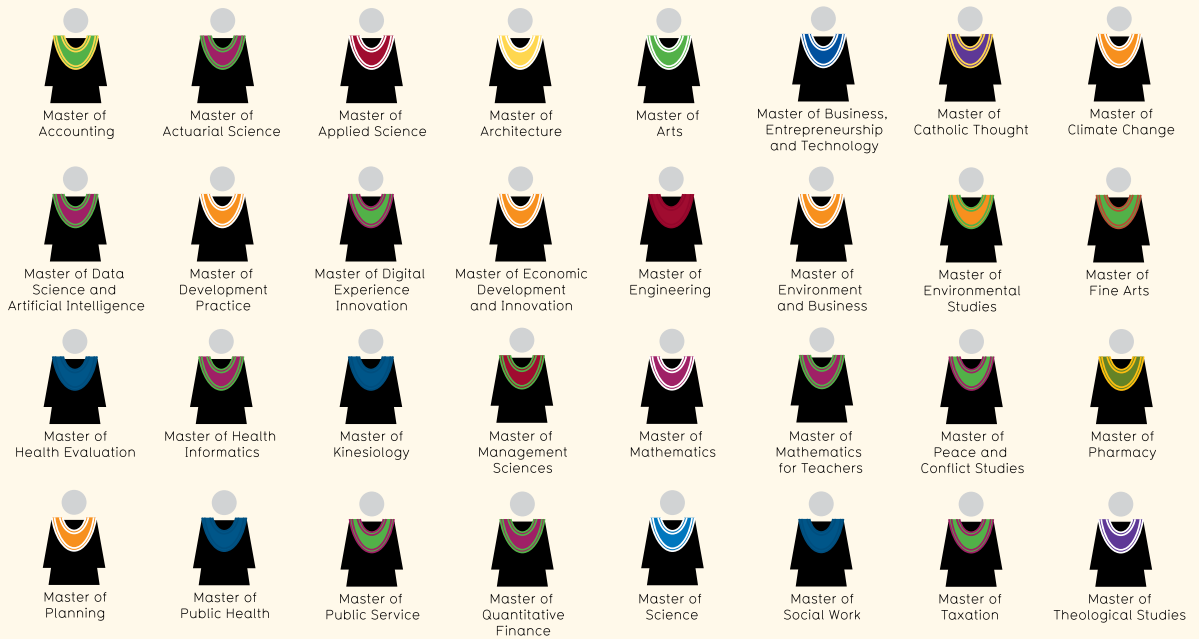 Master of
Accounting
Master of
Actuarial Science
Master of
Applied Science
Master of
Architecture
Master of
Arts
Master of Business,
Entrepreneurship
and Technology
Master of
Catholic Thought
Master of
Climate Change
Master of Data
Science and
Artificial Intelligence
Master of
Development
Practice
Master of Digital
Experience
Innovation
Master of Economic
Development
and Innovation
Master of
Engineering
Master of
Environment
and Business
Master of
Environmental
Studies
Master of
Fine Arts
Master of
Health Evaluation
Master of Health
Informatics
Master of
Kinesiology
Master of
Management
Sciences
Master of
Mathematics
Master of
Mathematics
for Teachers
Master of
Peace and
Conflict Studies
Master of
Pharmacy
Master of
Planning
Master of
Public Health
Master of
Public Service
Master of
Quantitative
Finance
Master of
Science
Master of
Social Work
Master of
Taxation
Master of
Theological Studies